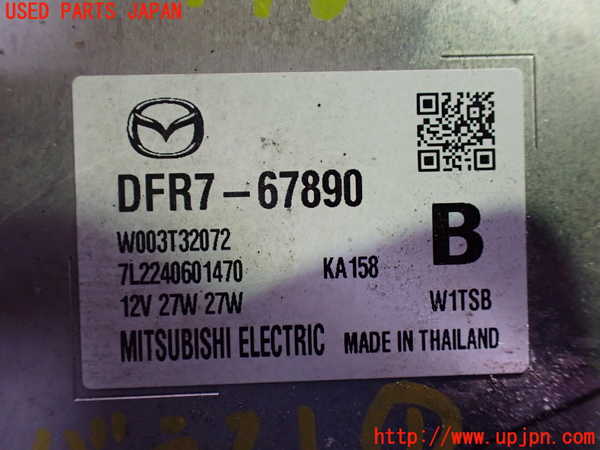 USED PARTS JAPAN
DFR7-67890
W003T32072
7L2240601470 KA158
B
12V 27W 27W W1TSB
MITSUBISHI ELECTRIC MADE IN THAILAND
http://www.upjpn.com/